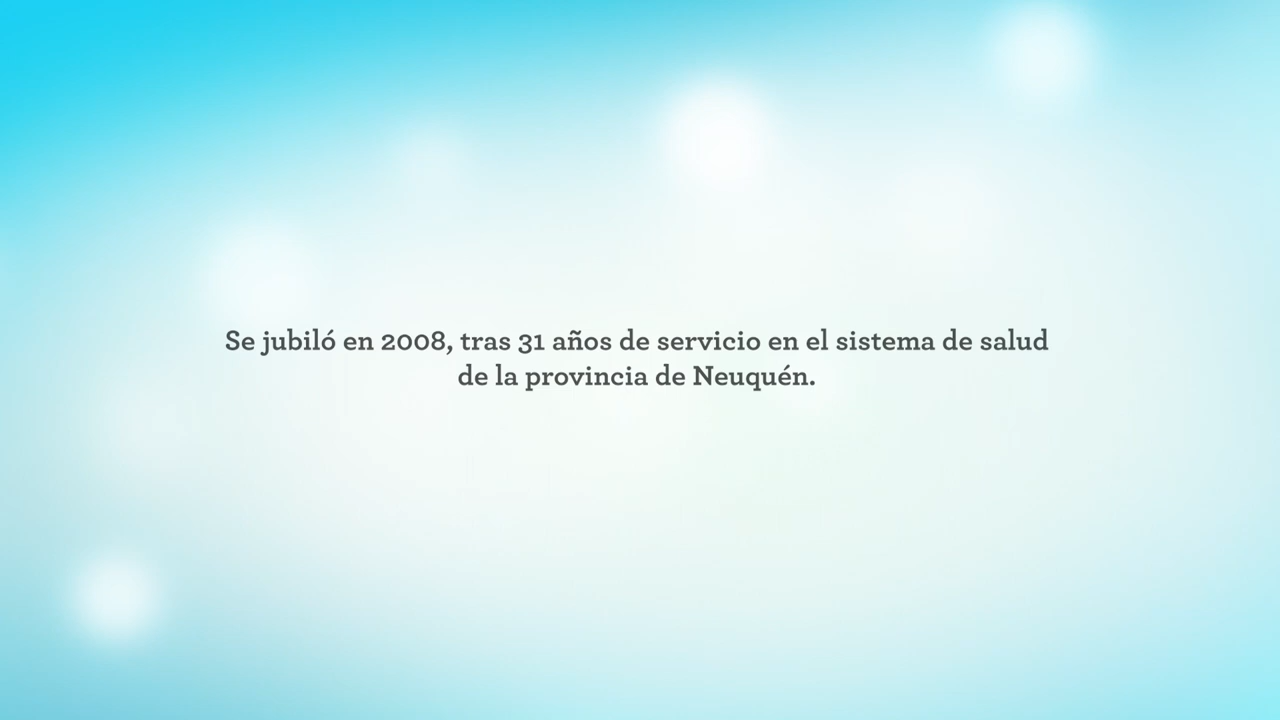 Se jubiló en 2008, tras 31 años de servicio en el sistema de salud
de la provincia de Neuquén.